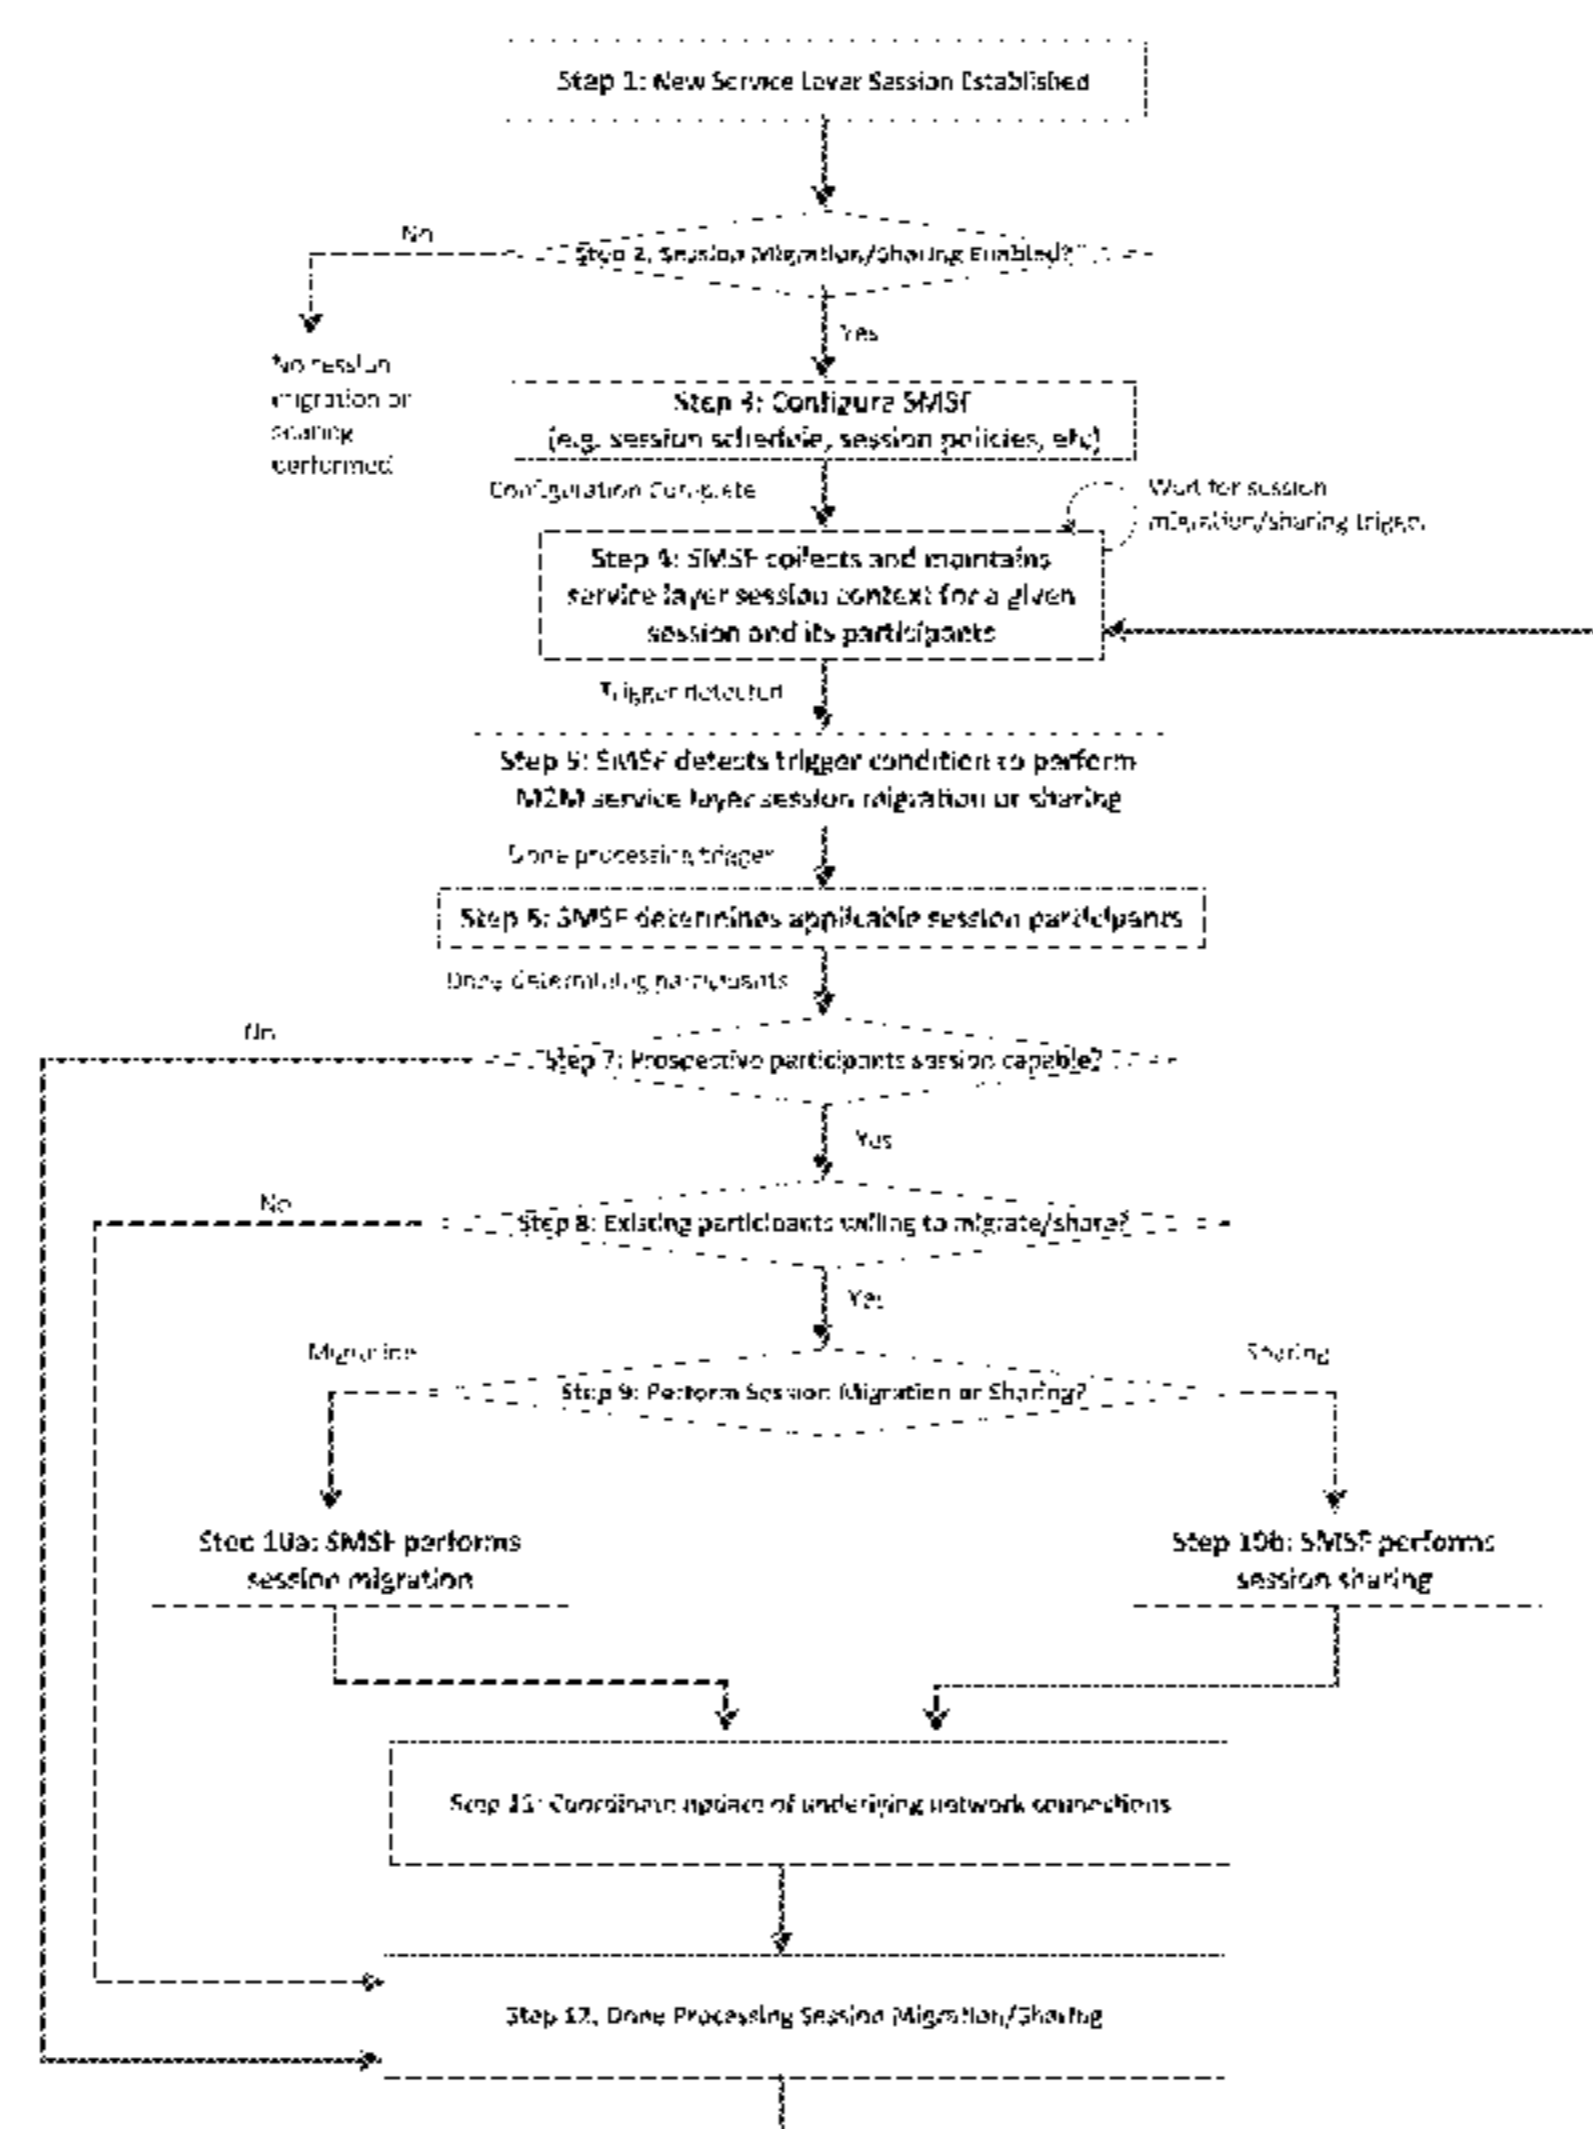 Step 1: New Service Layer Session Established
No
Step 2: Session Migration/Sharing Enabled?
Yes
No session
migration or
sharing
performed
Step 3: Configure SMSF
(e.g. session schedule, session policies, etc)
Configuration Complete
Wait for session
migration/sharing trigger
Step 4: SMSF collects and maintains
service layer session context for a given
session and its participants
Trigger detected
Step 5: SMSF detects trigger condition to perform
M2M service layer session migration or sharing
Done processing trigger
Step 6: SMSF determines applicable session participants
Done determining participants
No
Step 7: Prospective participants session capable?
Yes
No
Step 8: Existing participants willing to migrate/share?
Yes
Migration
Sharing
Step 9: Perform Session Migration or Sharing?
Step 10a: SMSF performs
session migration
Step 10b: SMSF performs
session sharing
Step 11: Coordinate update of underlying network connections
Step 12: Done Processing Session Migration/Sharing